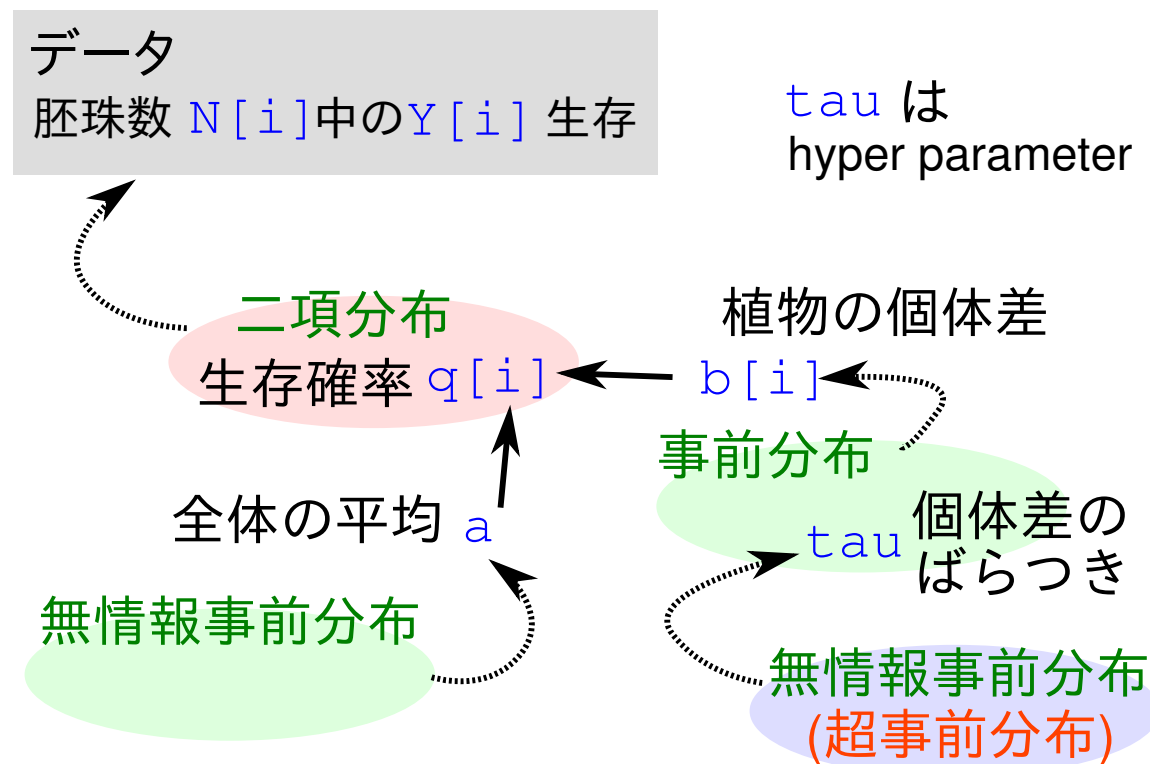 データ
胚珠数 N[i]中のY[i] 生存
tau は
hyper parameter
二項分布
生存確率 q[i]
植物の個体差
b[i]
事前分布
全体の平均 a
tau 個体差の
ばらつき
無情報事前分布
無情報事前分布
(超事前分布)